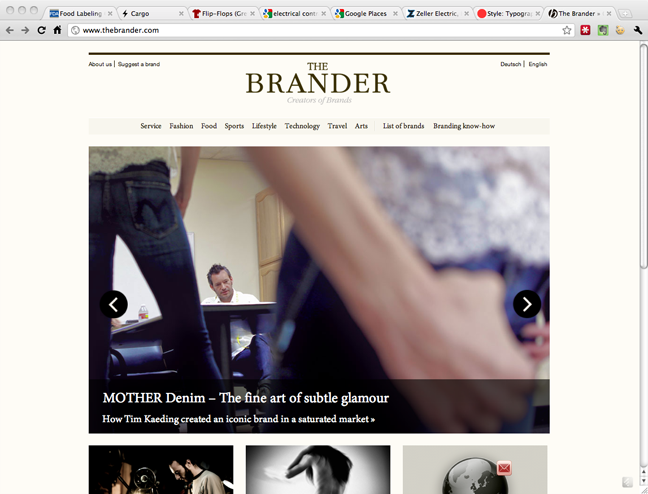 Food Labeling
Cargo
Flip-Flops (Gre
electrical cont
Google Places
Zeller Electric,
Style: Typograp
The Brander »
www.thebrander.com
About us | Suggest a brand
THE
BRANDER
Creators of Brands
Deutsch | English
Service Fashion Food Sports Lifestyle Technology Travel Arts | List of brands Branding know-how
MOTHER Denim – The fine art of subtle glamour
How Tim Kaeding created an iconic brand in a saturated market »